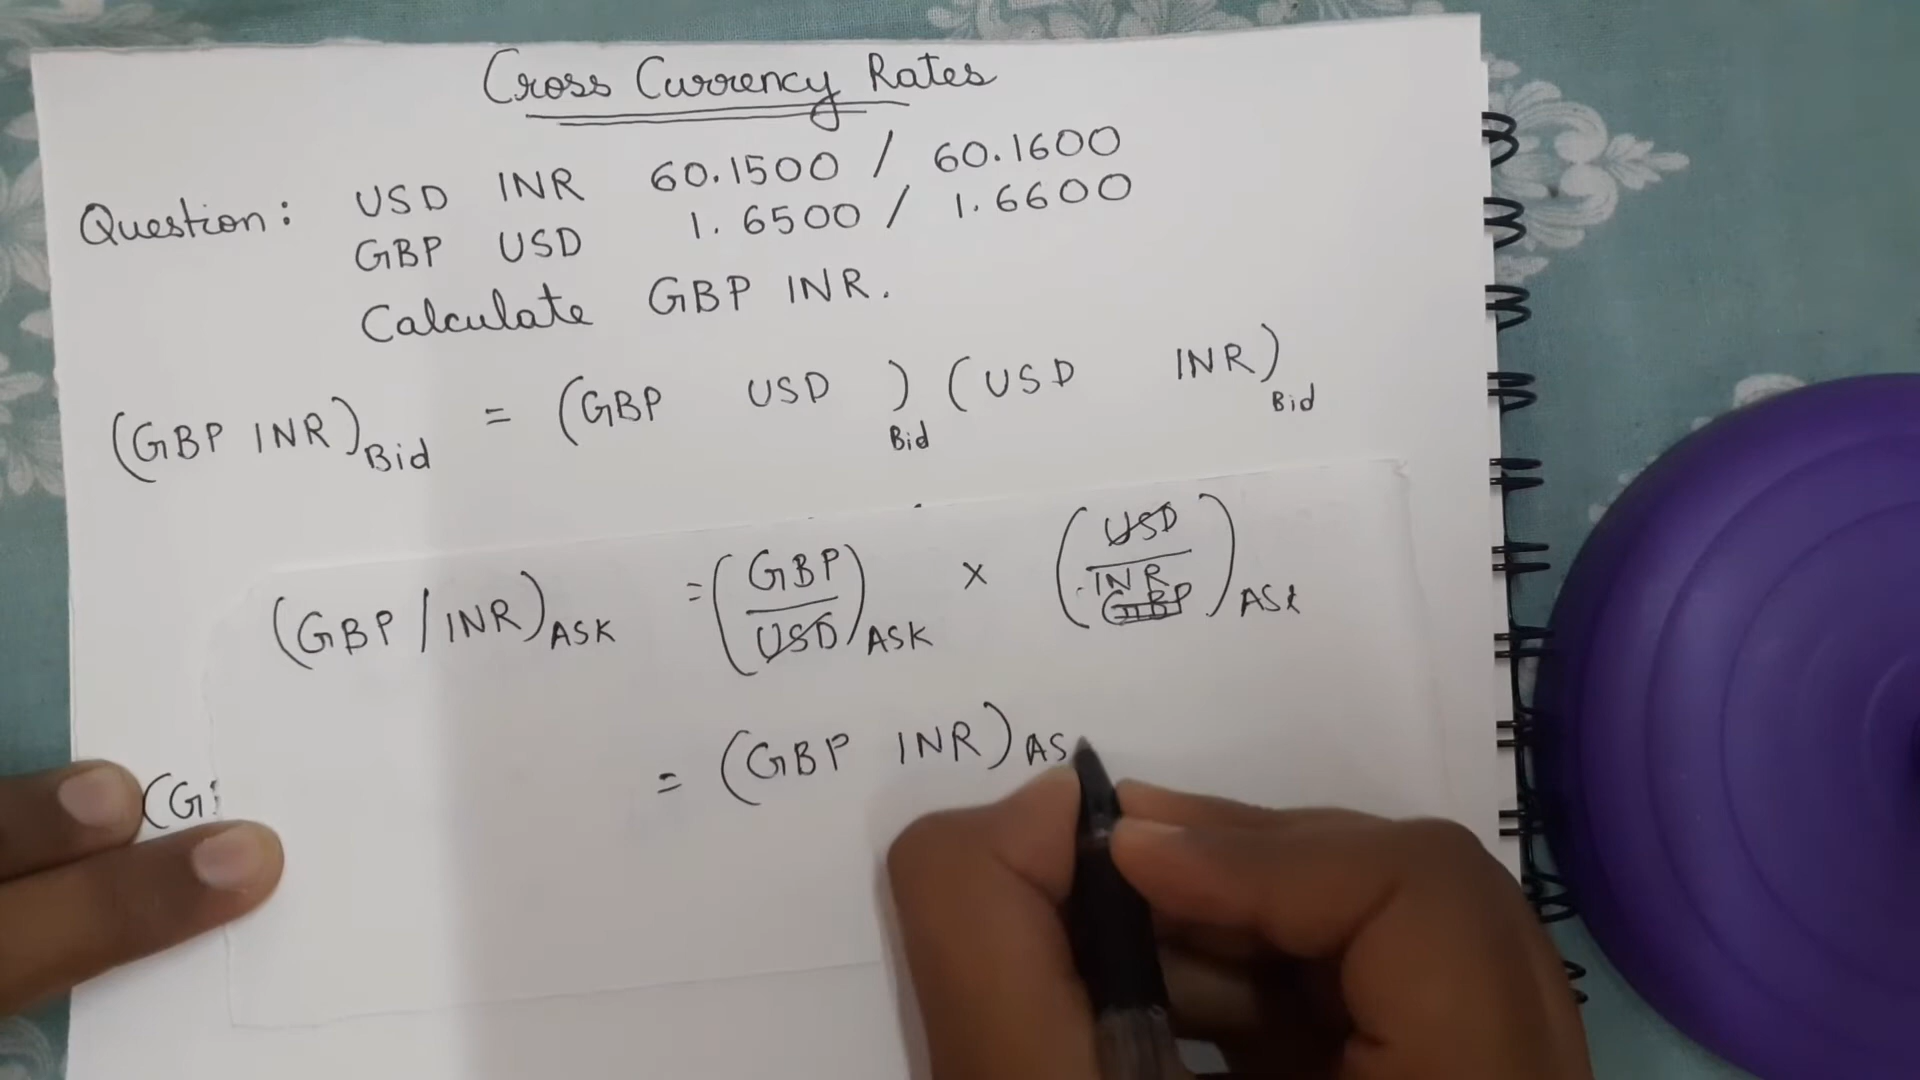 Cross Currency Rates
Question: USD INR 60.1500 / 60.1600
GBP USD 1.6500 / 1.6600
Calculate GBP INR.
(GBP INR)Bid = (GBP USD )Bid (USD INR)Bid
(GBP / INR)ASK = (GBP/USD)ASK x (USD/INR)ASK
= (GBP INR)AS
(G